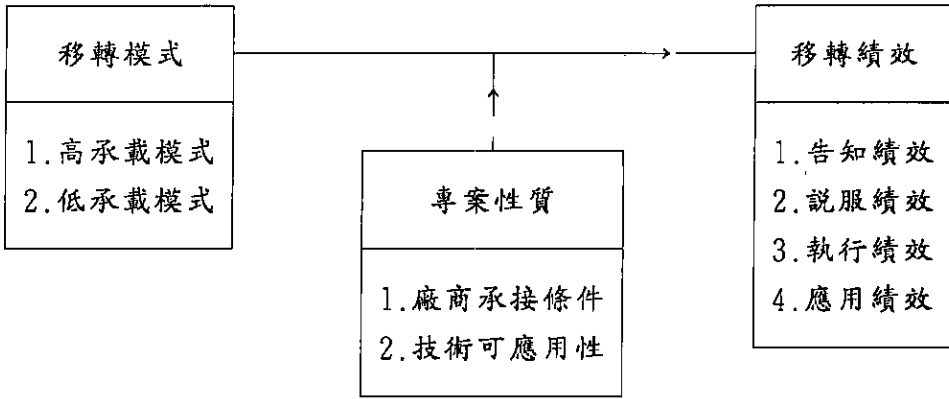 移轉模式
1.高承載模式
2.低承載模式
專案性質
1.廠商承接條件
2.技術可應用性
移轉績效
1.告知績效
2.説服績效
3.執行績效
4.應用績效